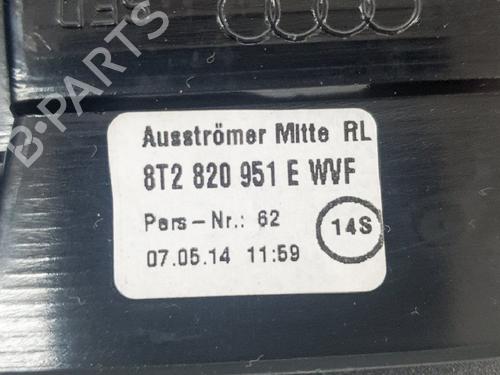 B-PARTS
Ausströmer Mitte RL
8T2 820 951 E WVF
Pers-Nr.: 62
14S
07.05.14 11:59